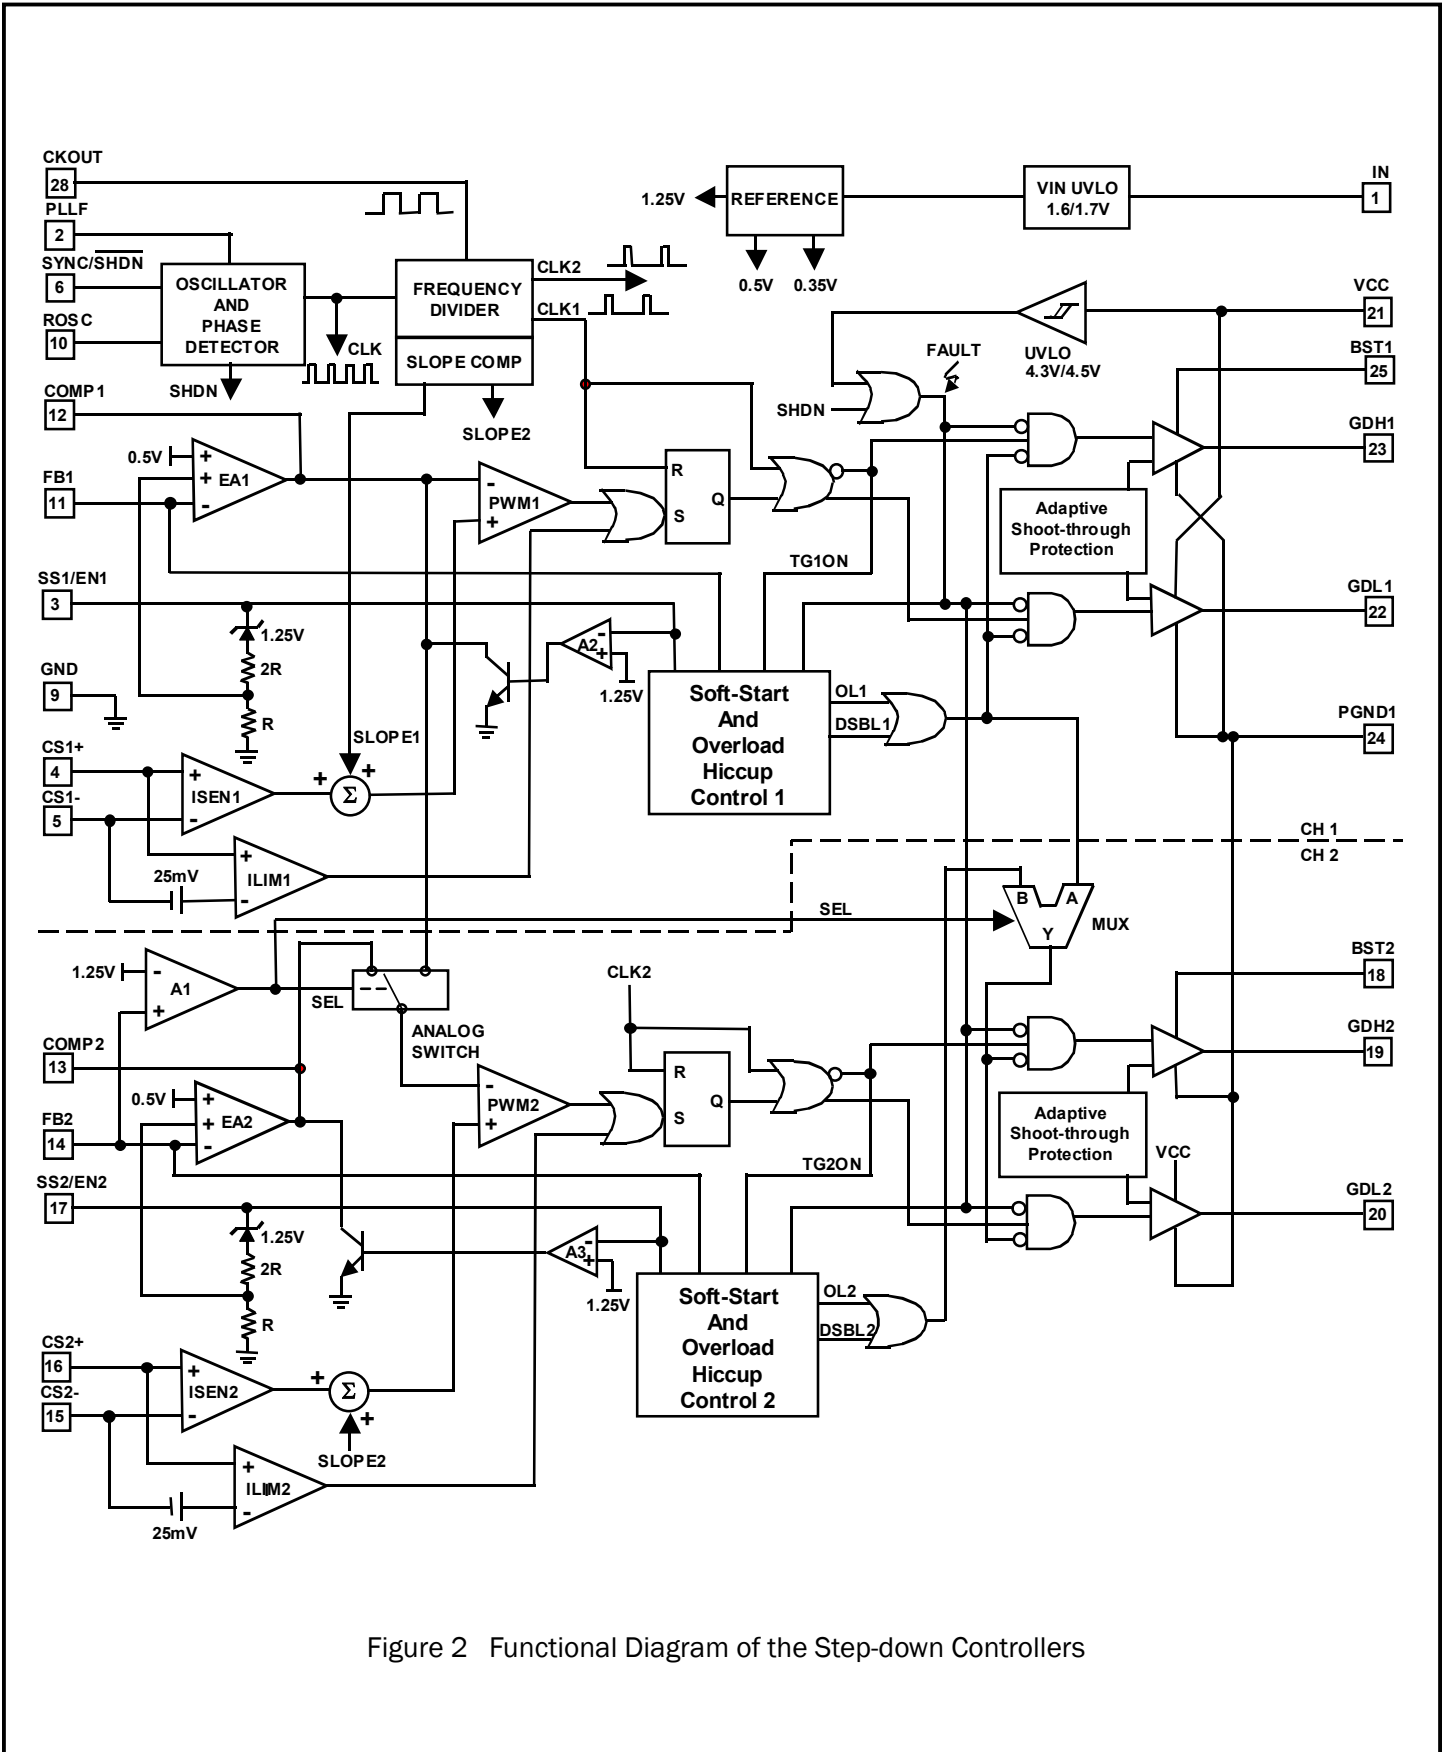 CKOUT
28
PLLF
2
SYNC/SHDN
6
ROSC
10
OSCILLATOR
AND
PHASE
DETECTOR
SHDN
CLK
FREQUENCY
DIVIDER
SLOPE COMP
CLK2
CLK1
SLOPE2
1.25V
REFERENCE
0.5V
0.35V
VIN UVLO
1.6/1.7V
IN
1
VCC
21
UVLO
4.3V/4.5V
FAULT
SHDN
BST1
25
GDH1
23
COMP1
12
0.5V
+
+
-
EA1
FB1
11
-
+
PWM1
R
S
Q
Adaptive
Shoot-through
Protection
TG1ON
SS1/EN1
3
1.25V
2R
R
A2
-
+
1.25V
GDL1
22
GND
9
Soft-Start
And
Overload
Hiccup
Control 1
OL1
DSBL1
PGND1
24
SLOPE1
CS1+
4
CS1-
5
+
-
ISEN1
+
+
Σ
25mV
+
-
ILIM1
CH 1
CH 2
SEL
B
A
Y
MUX
1.25V
-
+
A1
SEL
ANALOG
SWITCH
CLK2
BST2
18
GDH2
19
COMP2
13
0.5V
+
+
-
EA2
FB2
14
-
+
PWM2
R
S
Q
Adaptive
Shoot-through
Protection
VCC
TG2ON
SS2/EN2
17
1.25V
2R
R
A3
-
+
1.25V
GDL2
20
Soft-Start
And
Overload
Hiccup
Control 2
OL2
DSBL2
CS2+
16
CS2-
15
+
-
ISEN2
+
Σ
+
SLOPE2
+
-
ILIM2
25mV
Figure 2 Functional Diagram of the Step-down Controllers